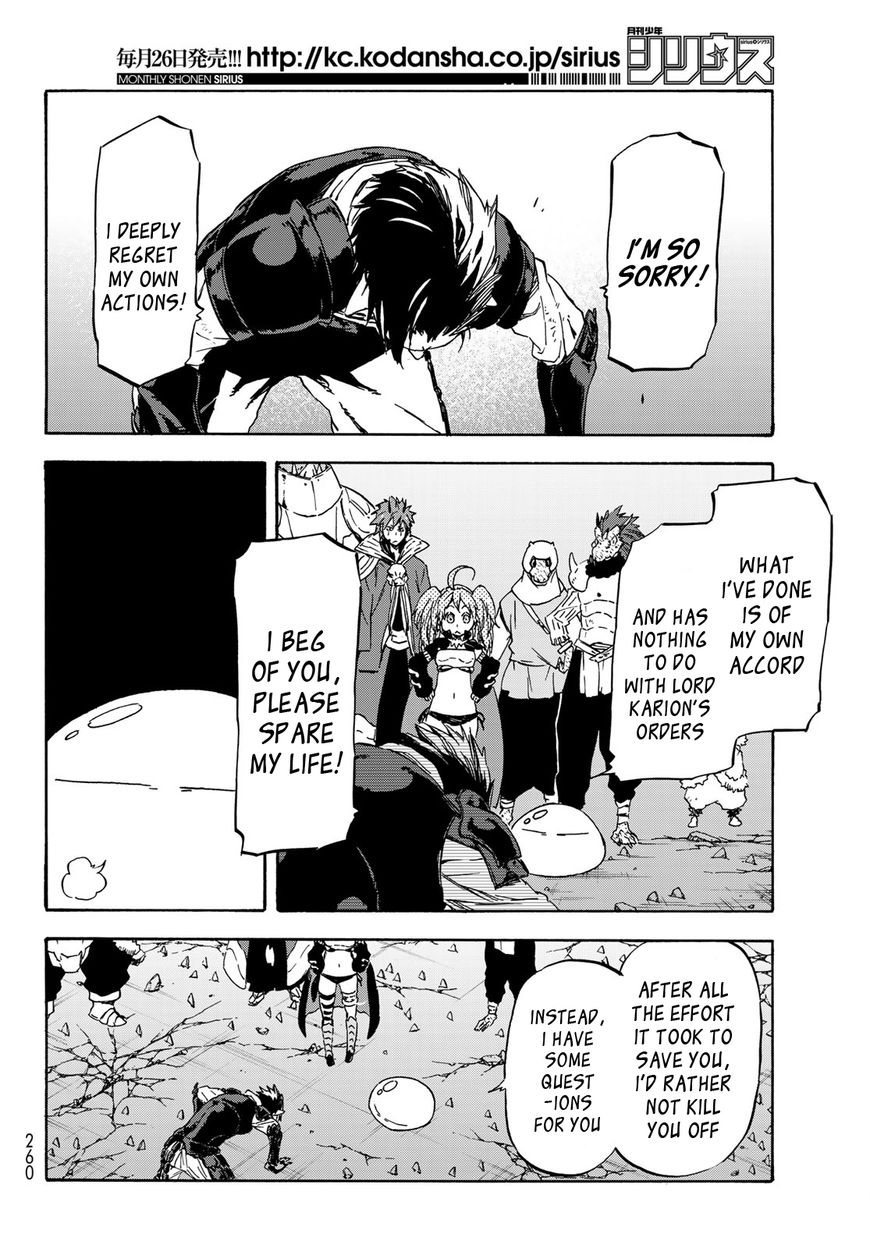 毎月26日発売!!! http://kc.kodansha.co.jp/sirius
MONTHLY SHONEN SIRIUS
月刊少年
シリウス
I'M SO
SORRY!
I DEEPLY
REGRET
MY OWN
ACTIONS!
WHAT
I'VE DONE
IS OF
MY OWN
ACCORD
AND HAS
NOTHING
TO DO
WITH LORD
KARION'S
ORDERS
I BEG
OF YOU,
PLEASE
SPARE
MY LIFE!
AFTER ALL
THE EFFORT
IT TOOK TO
SAVE YOU,
I'D RATHER
NOT KILL
YOU OFF
INSTEAD,
I HAVE
SOME
QUEST
-IONS
FOR YOU
260